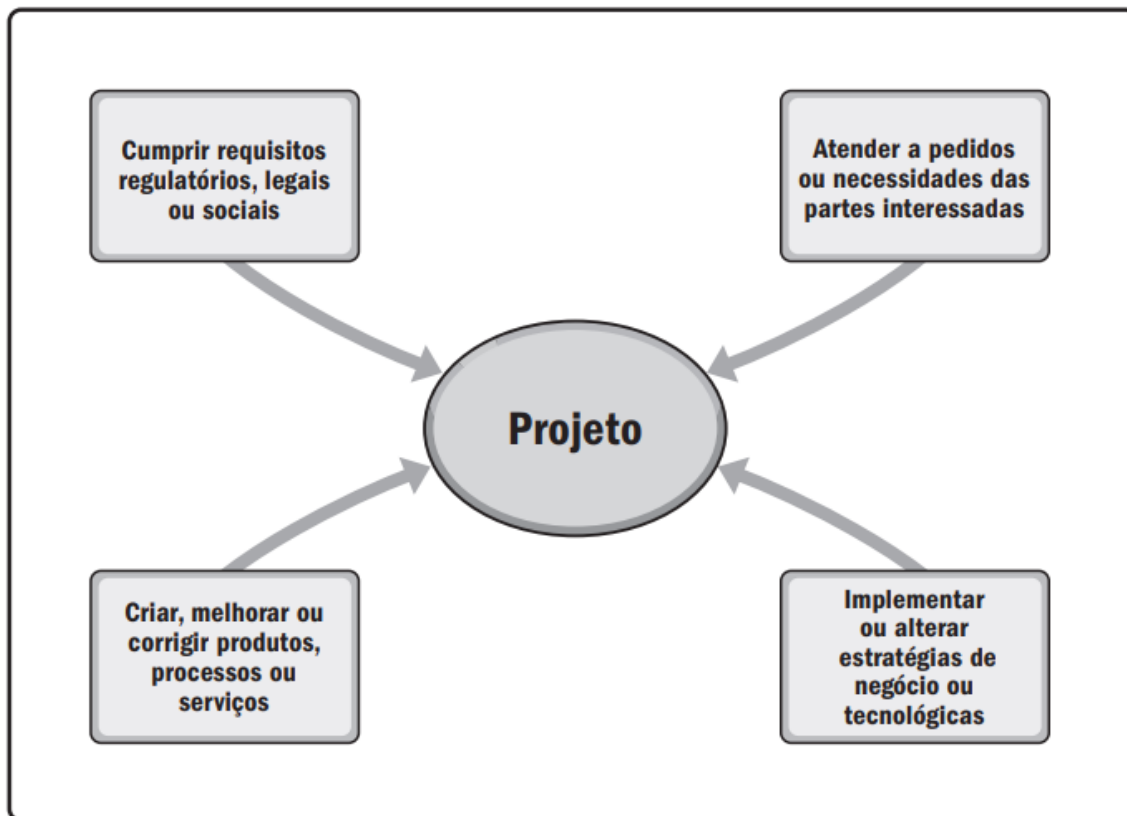 Cumprir requisitos
regulatórios, legais
ou sociais
Atender a pedidos
ou necessidades das
partes interessadas
Projeto
Criar, melhorar ou
corrigir produtos,
processos ou
serviços
Implementar
ou alterar
estratégias de
negócio ou
tecnológicas